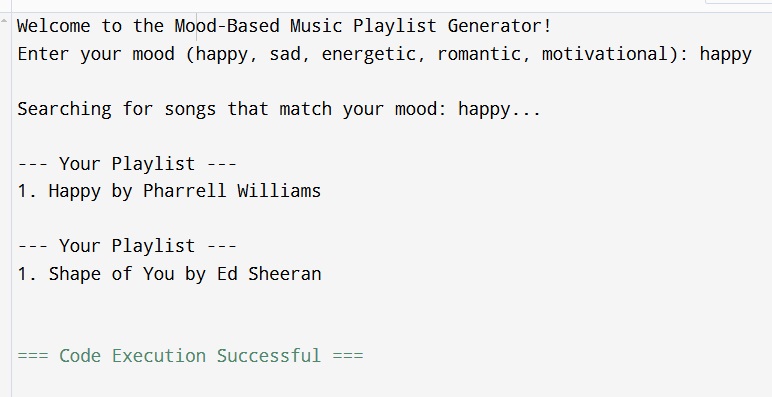 Welcome to the Mood-Based Music Playlist Generator!
Enter your mood (happy, sad, energetic, romantic, motivational): happy
Searching for songs that match your mood: happy...
--- Your Playlist ---
1. Happy by Pharrell Williams
--- Your Playlist ---
1. Shape of You by Ed Sheeran
=== Code Execution Successful ===